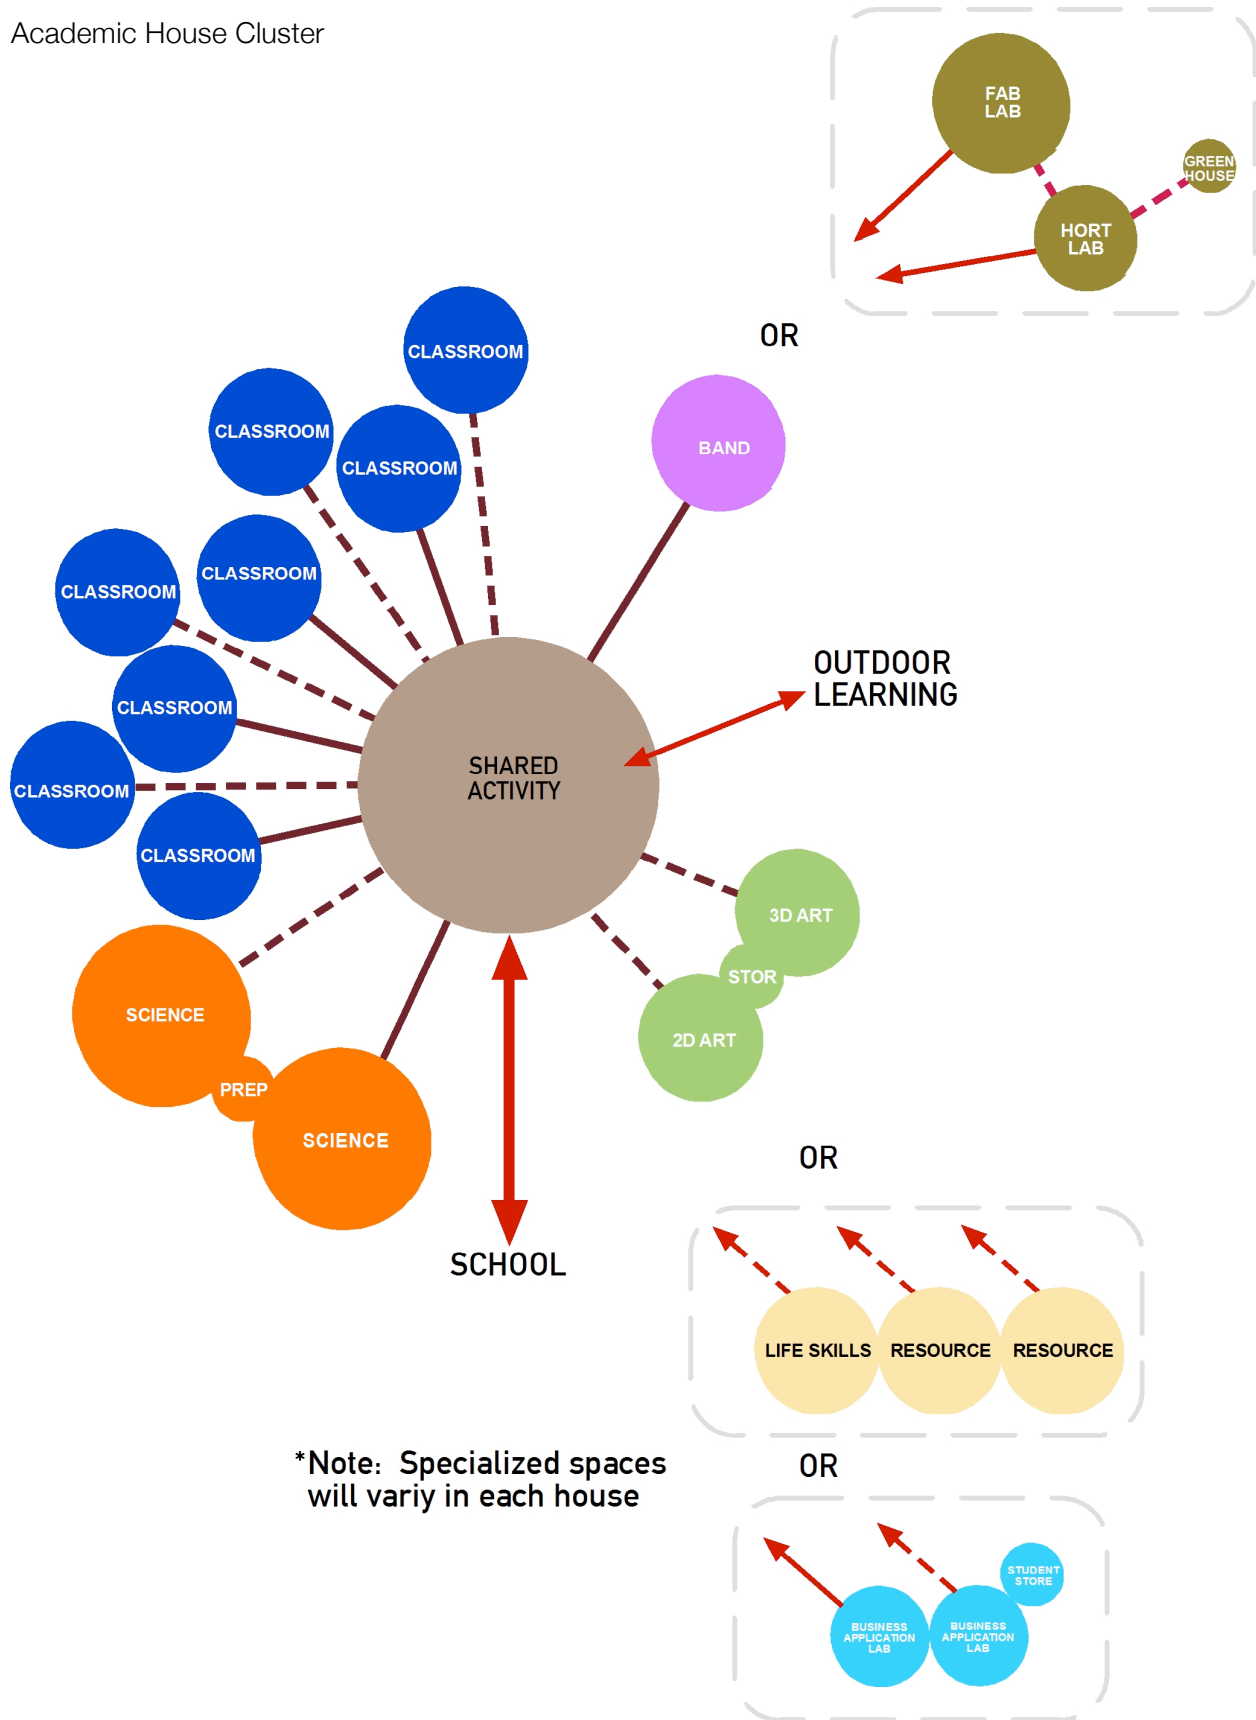 Academic House Cluster
FAB
LAB
GREEN
HOUSE
HORT
LAB
OR
CLASSROOM
CLASSROOM
CLASSROOM
BAND
CLASSROOM
CLASSROOM
CLASSROOM
CLASSROOM
CLASSROOM
OUTDOOR
LEARNING
SHARED
ACTIVITY
3D ART
STOR
2D ART
SCIENCE
PREP
SCIENCE
OR
SCHOOL
LIFE SKILLS
RESOURCE
RESOURCE
*Note: Specialized spaces
will variy in each house
OR
STUDENT
STORE
BUSINESS
APPLICATION
LAB
BUSINESS
APPLICATION
LAB